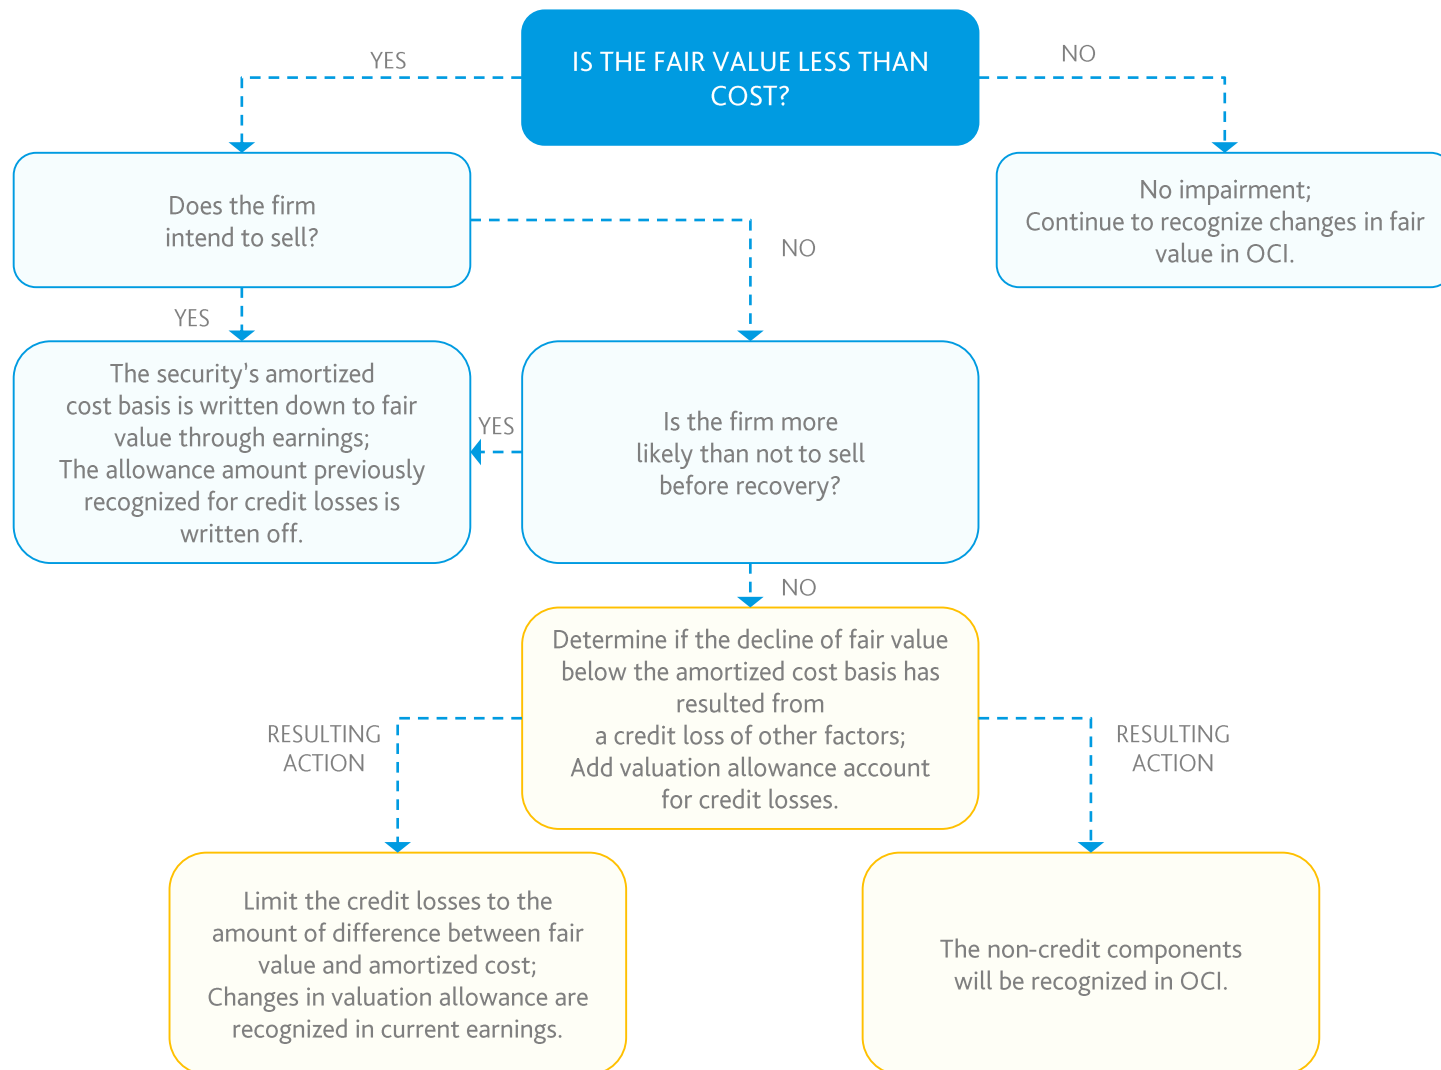 IS THE FAIR VALUE LESS THAN
COST?
YES
NO
Does the firm
intend to sell?
NO
No impairment;
Continue to recognize changes in fair
value in OCI.
YES
The security's amortized
cost basis is written down to fair
value through earnings;
The allowance amount previously
recognized for credit losses is
written off.
YES
Is the firm more
likely than not to sell
before recovery?
NO
Determine if the decline of fair value
below the amortized cost basis has
resulted from
a credit loss of other factors;
Add valuation allowance account
for credit losses.
RESULTING
ACTION
RESULTING
ACTION
Limit the credit losses to the
amount of difference between fair
value and amortized cost;
Changes in valuation allowance are
recognized in current earnings.
The non-credit components
will be recognized in OCI.